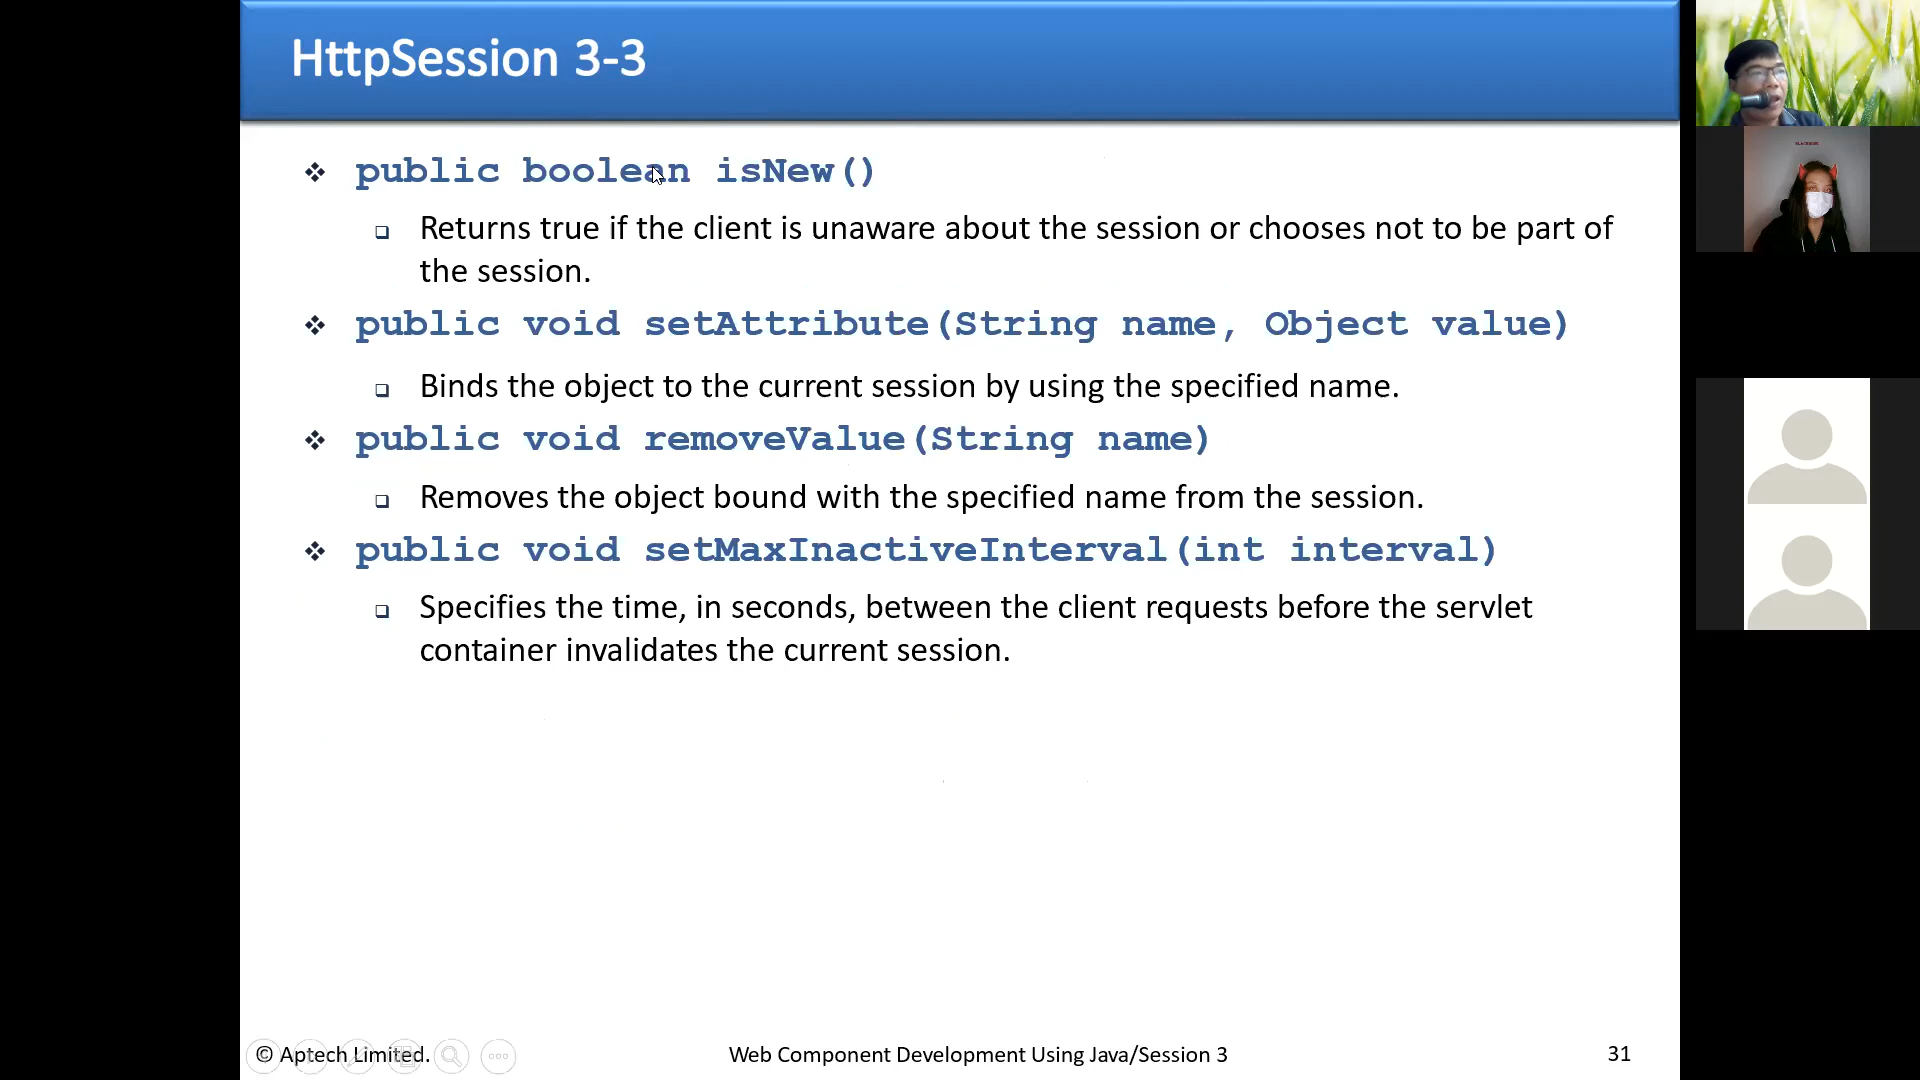 HttpSession 3-3
public boolean isNew()
Returns true if the client is unaware about the session or chooses not to be part of
the session.
public void setAttribute(String name, Object value)
Binds the object to the current session by using the specified name.
public void removeValue(String name)
Removes the object bound with the specified name from the session.
public void setMaxInactiveInterval(int interval)
Specifies the time, in seconds, between the client requests before the servlet
container invalidates the current session.
© Aptech Limited.
Web Component Development Using Java/Session 3
31